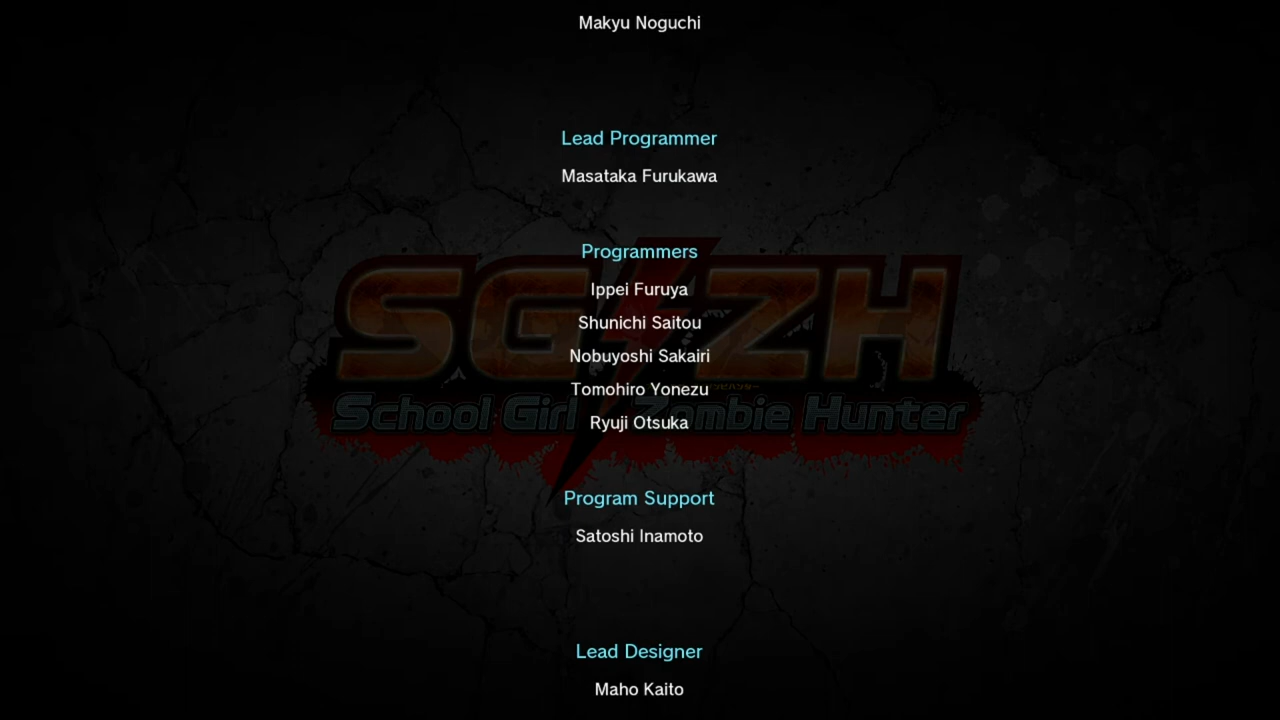 Makyu Noguchi
Lead Programmer
Masataka Furukawa
Programmers
Ippei Furuya
Shunichi Saitou
Nobuyoshi Sakairi
Tomohiro Yonezu
Ryuji Otsuka
SG/ZH
School Girl Zombie Hunter
Program Support
Satoshi Inamoto
Lead Designer
Maho Kaito